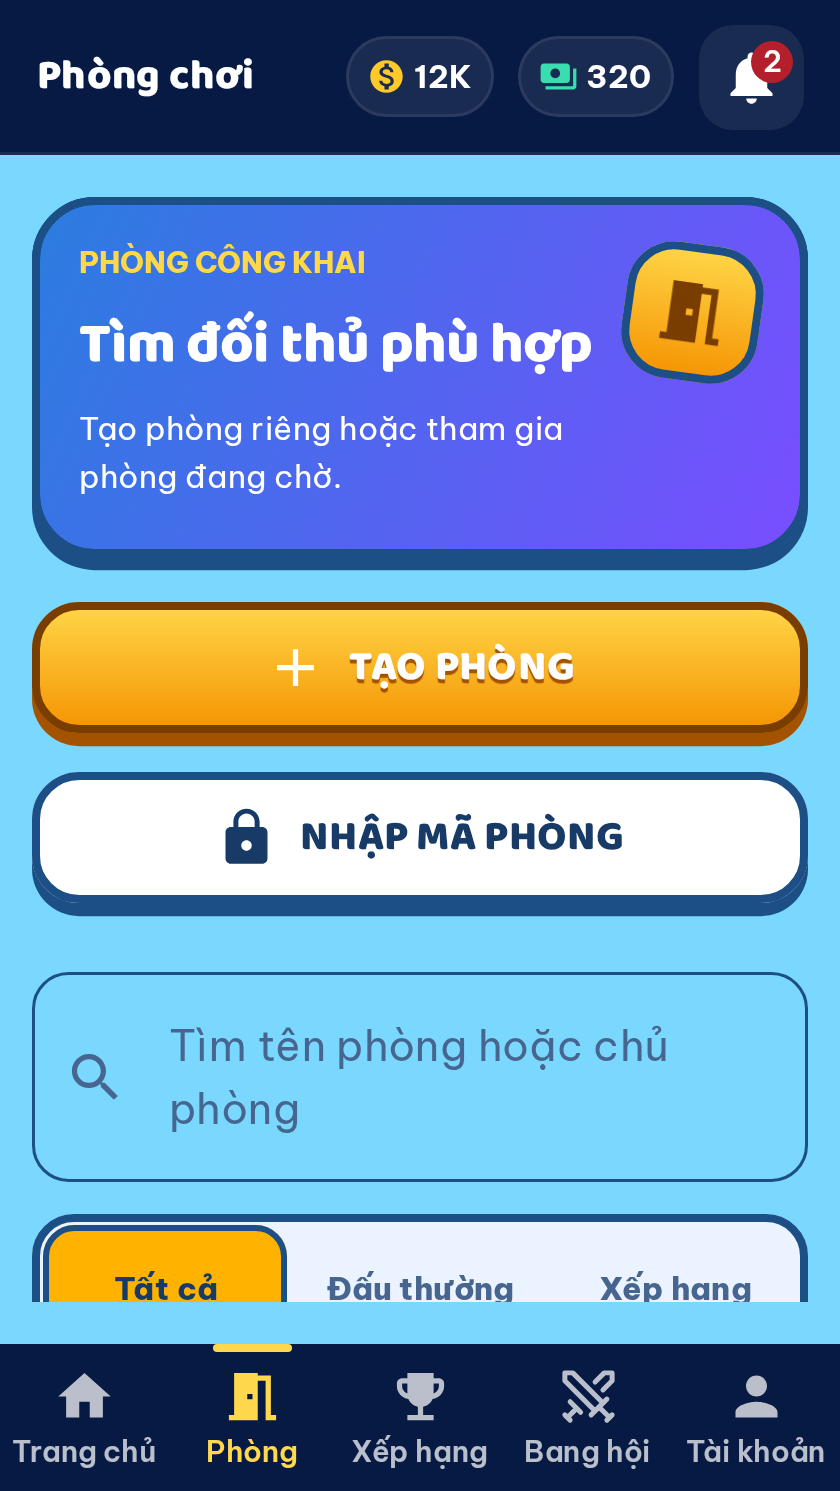 Phòng chơi
12K
320
2
PHÒNG CÔNG KHAI
Tìm đối thủ phù hợp
Tạo phòng riêng hoặc tham gia
phòng đang chờ.
TẠO PHÒNG
NHẬP MÃ PHÒNG
Tìm tên phòng hoặc chủ
phòng
Tất cả Đấu thường Xếp hạng
Trang chủ Phòng Xếp hạng Bang hội Tài khoản